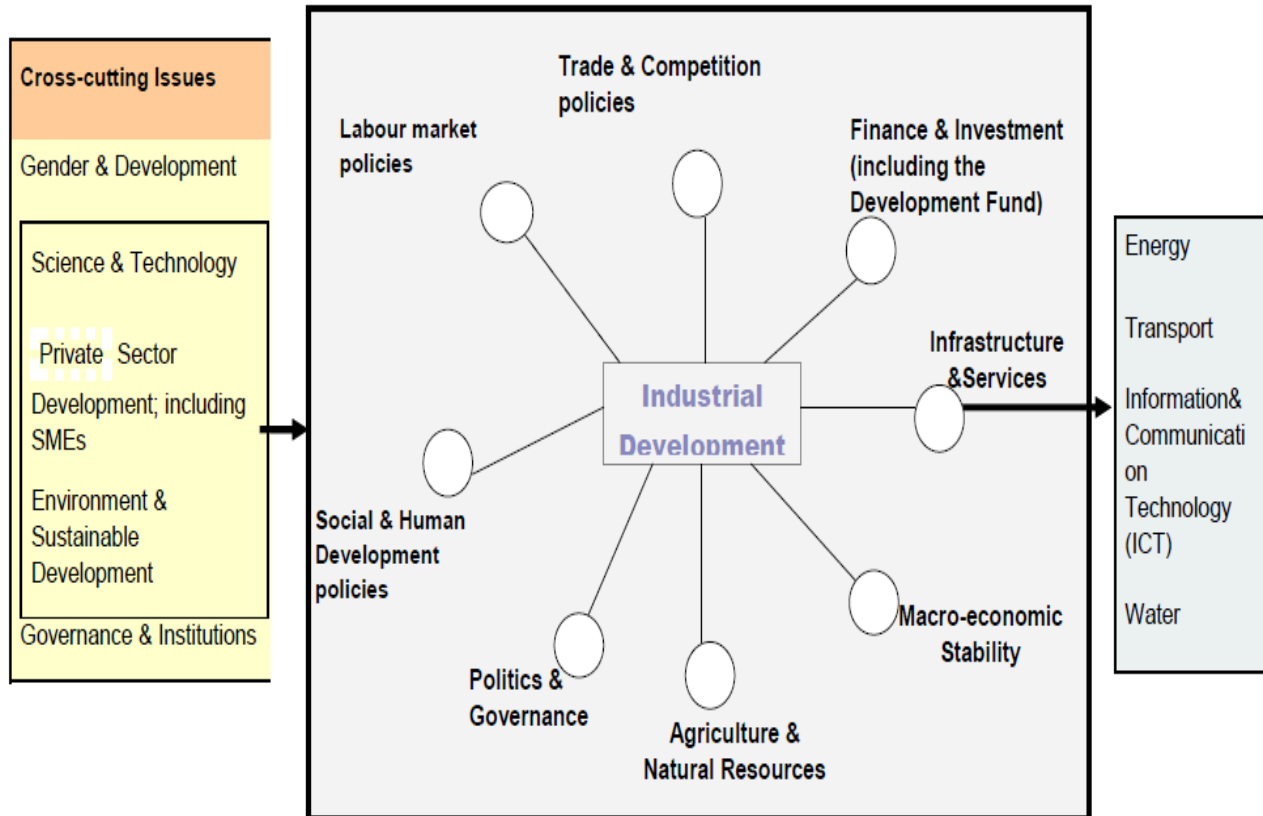 Cross-cutting Issues
Gender & Development
Science & Technology
Private Sector
Development; including
SMEs
Environment &
Sustainable
Development
Governance & Institutions
Trade & Competition
policies
Labour market
policies
Finance & Investment
(including the
Development Fund)
Infrastructure
&Services
Industrial
Development
Social & Human
Development
policies
Macro-economic
Stability
Politics &
Governance
Agriculture &
Natural Resources
Energy
Transport
Information&
Communicati
on
Technology
(ICT)
Water